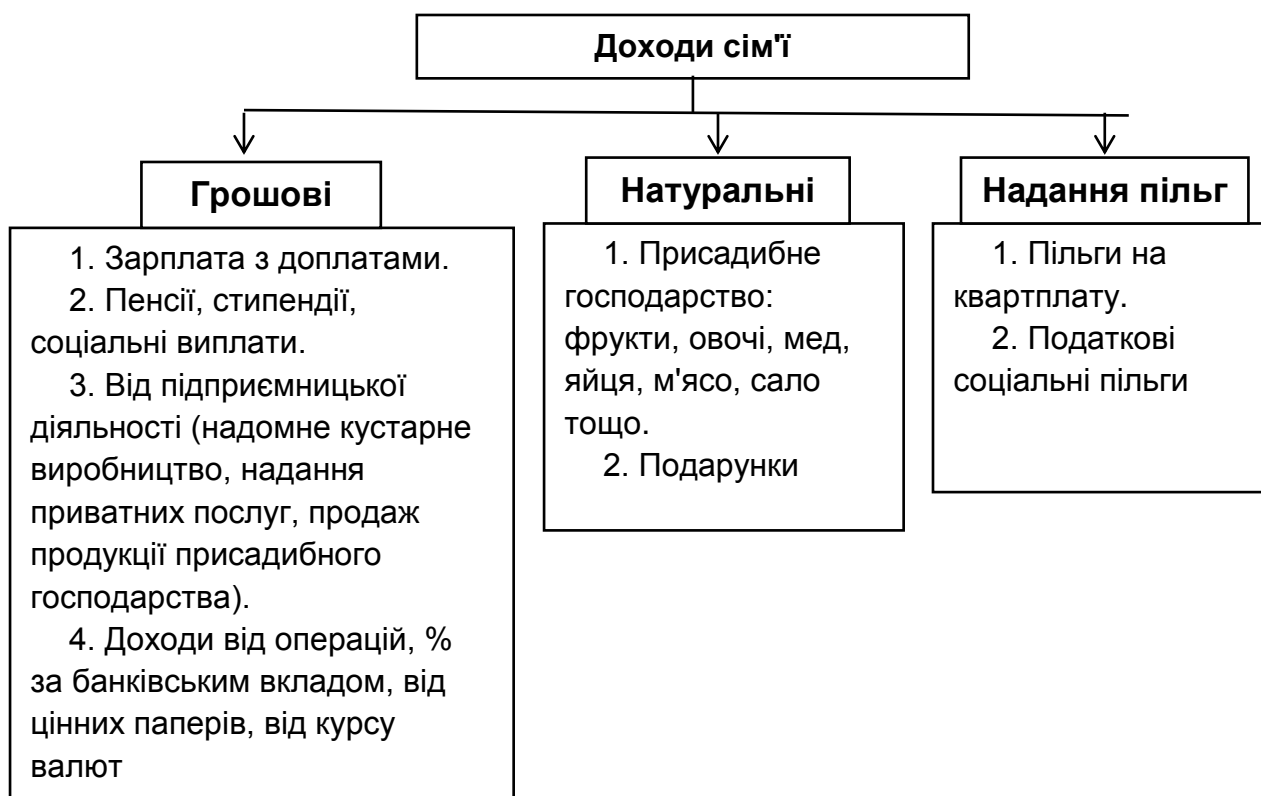 Доходи сім'ї
Грошові
1. Зарплата з доплатами.
2. Пенсії, стипендії,
соціальні виплати.
3. Від підприємницької
діяльності (надомне кустарне
виробництво, надання
приватних послуг, продаж
продукції присадибного
господарства).
4. Доходи від операцій, %
за банківським вкладом, від
цінних паперів, від курсу
валют
Натуральні
1. Присадибне
господарство:
фрукти, овочі, мед,
яйця, м'ясо, сало
тощо.
2. Подарунки
Надання пільг
1. Пільги на
квартплату.
2. Податкові
соціальні пільги